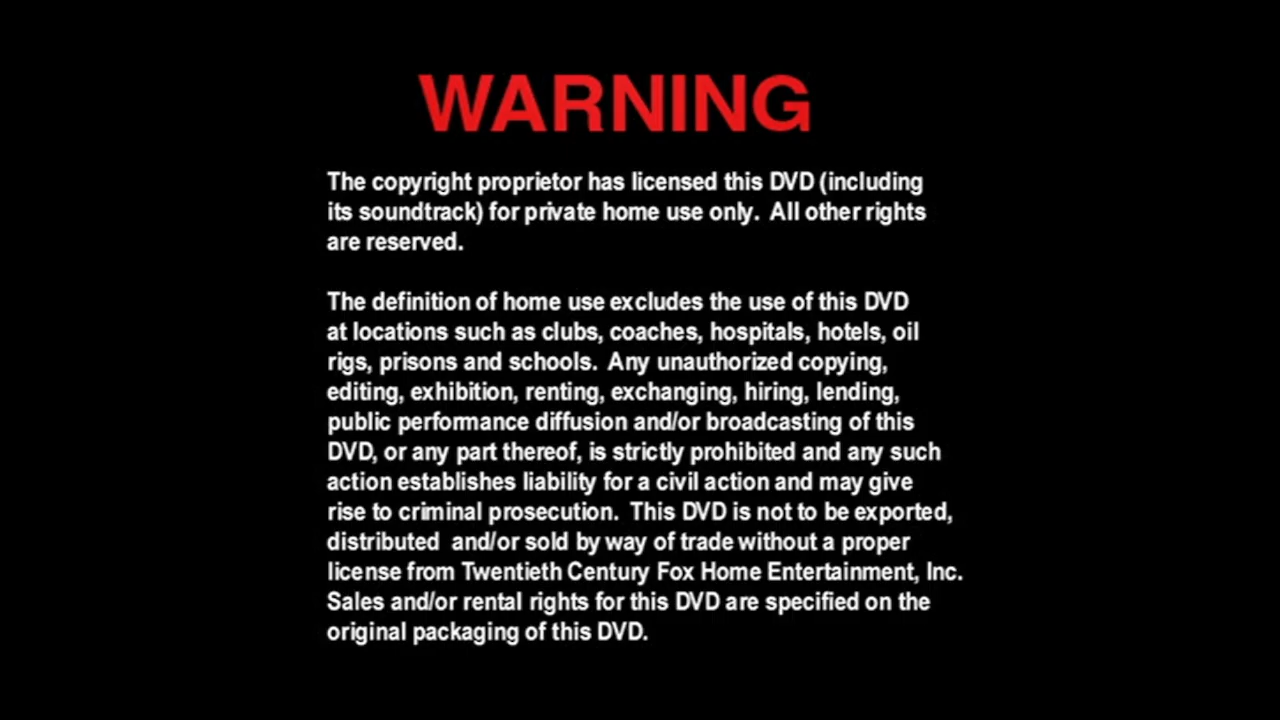 WARNING
The copyright proprietor has licensed this DVD (including
its soundtrack) for private home use only.  All other rights
are reserved.
The definition of home use excludes the use of this DVD
at locations such as clubs, coaches, hospitals, hotels, oil
rigs, prisons and schools.  Any unauthorized copying,
editing, exhibition, renting, exchanging, hiring, lending,
public performance diffusion and/or broadcasting of this
DVD, or any part thereof, is strictly prohibited and any such
action establishes liability for a civil action and may give
rise to criminal prosecution.  This DVD is not to be exported,
distributed  and/or sold by way of trade without a proper
license from Twentieth Century Fox Home Entertainment, Inc.
Sales and/or rental rights for this DVD are specified on the
original packaging of this DVD.